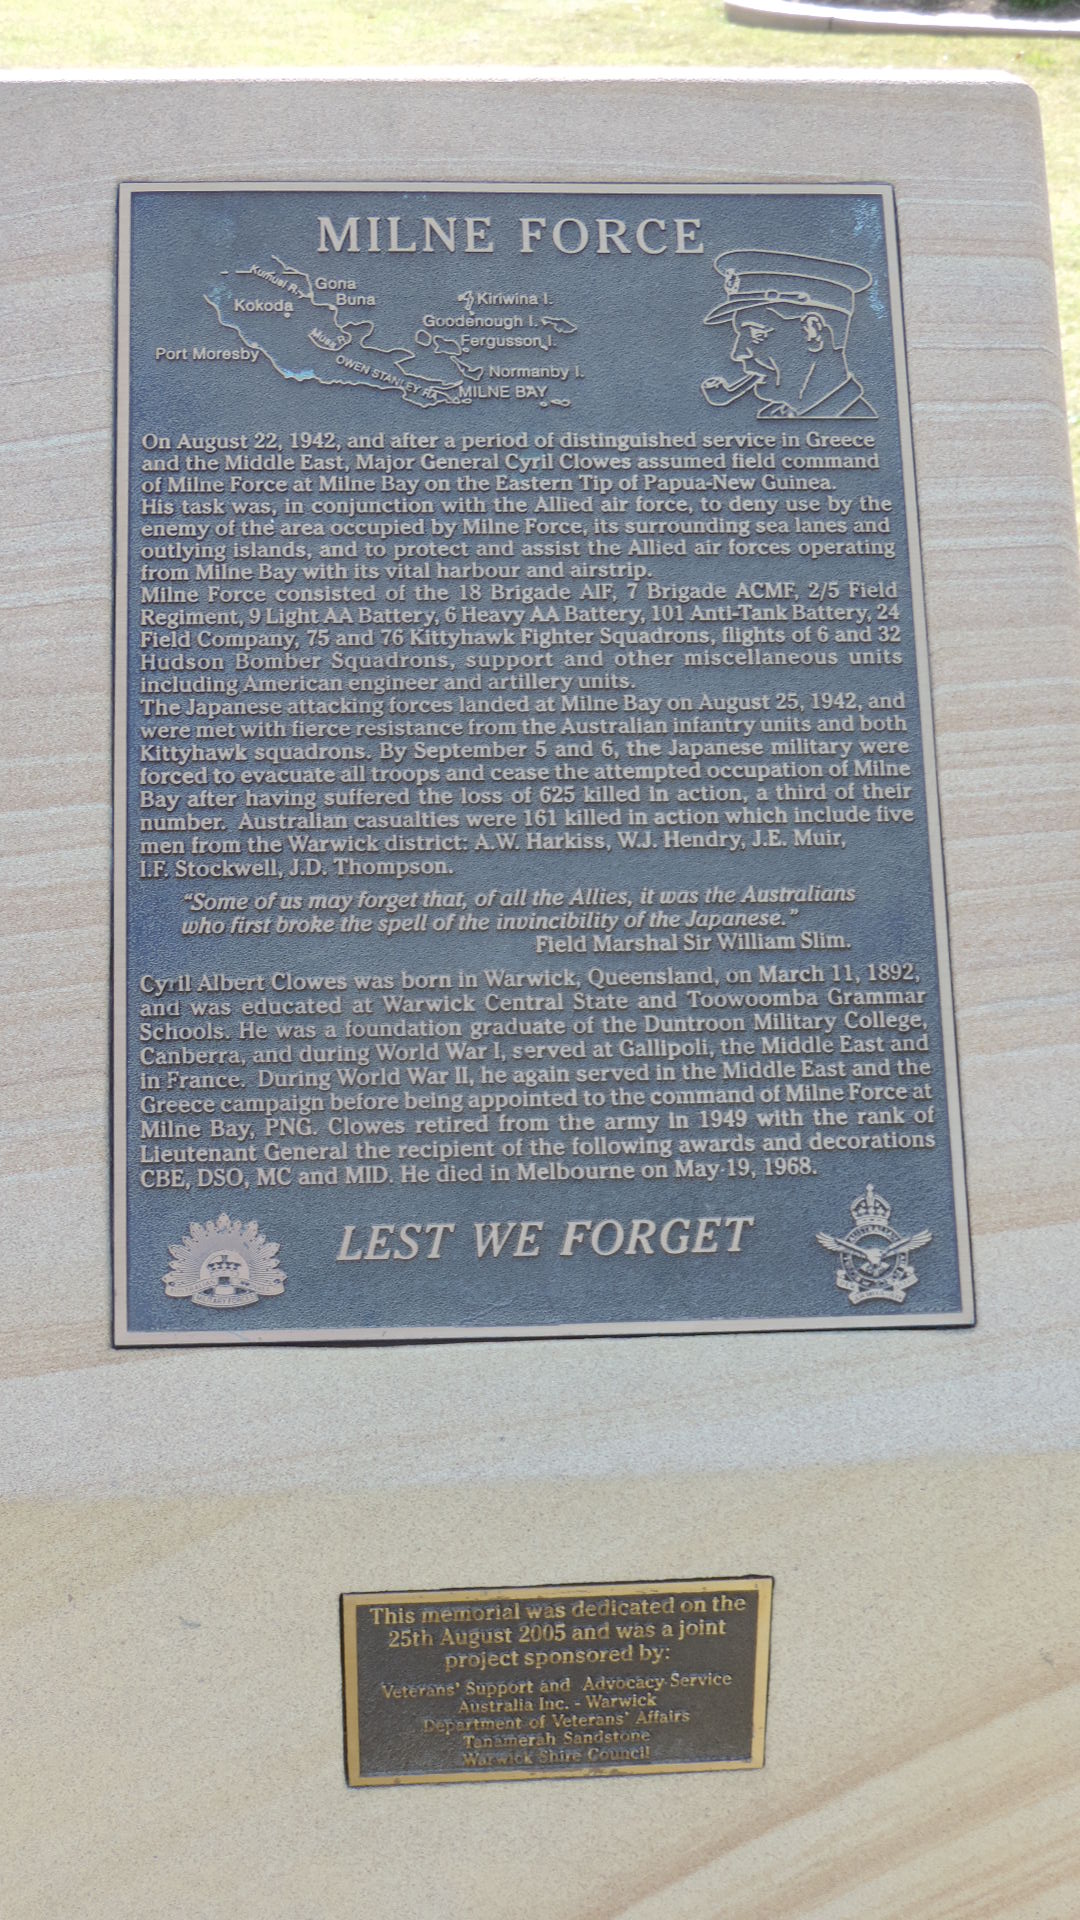 MILNE FORCE
Kumusi R.
Gona
Buna
Kokoda
Kiriwina I.
Goodenough I.
Musa R.
Fergusson I.
Port Moresby
OWEN STANLEY RA.
Normanby I.
MILNE BAY
On August 22, 1942, and after a period of distinguished service in Greece
and the Middle East, Major General Cyril Clowes assumed field command
of Milne Force at Milne Bay on the Eastern Tip of Papua-New Guinea.
His task was, in conjunction with the Allied air force, to deny use by the
enemy of the area occupied by Milne Force, its surrounding sea lanes and
outlying islands, and to protect and assist the Allied air forces operating
from Milne Bay with its vital harbour and airstrip.
Milne Force consisted of the 18 Brigade AIF, 7 Brigade ACMF, 2/5 Field
Regiment, 9 Light AA Battery, 6 Heavy AA Battery, 101 Anti-Tank Battery, 24
Field Company, 75 and 76 Kittyhawk Fighter Squadrons, flights of 6 and 32
Hudson Bomber Squadrons, support and other miscellaneous units
including American engineer and artillery units.
The Japanese attacking forces landed at Milne Bay on August 25, 1942, and
were met with fierce resistance from the Australian infantry units and both
Kittyhawk squadrons. By September 5 and 6, the Japanese military were
forced to evacuate all troops and cease the attempted occupation of Milne
Bay after having suffered the loss of 625 killed in action, a third of their
number. Australian casualties were 161 killed in action which include five
men from the Warwick district: A.W. Harkiss, W.J. Hendry, J.E. Muir,
I.F. Stockwell, J.D. Thompson.
"Some of us may forget that, of all the Allies, it was the Australians
who first broke the spell of the invincibility of the Japanese."
Field Marshal Sir William Slim.
Cyril Albert Clowes was born in Warwick, Queensland, on March 11, 1892,
and was educated at Warwick Central State and Toowoomba Grammar
Schools. He was a foundation graduate of the Duntroon Military College,
Canberra, and during World War I, served at Gallipoli, the Middle East and
in France. During World War II, he again served in the Middle East and the
Greece campaign before being appointed to the command of Milne Force at
Milne Bay, PNG. Clowes retired from the army in 1949 with the rank of
Lieutenant General the recipient of the following awards and decorations
CBE, DSO, MC and MID. He died in Melbourne on May 19, 1968.
LEST WE FORGET
AUSTRALIAN
MILITARY FORCES
AUSTRALIAN
This memorial was dedicated on the
25th August 2005 and was a joint
project sponsored by:
Veterans' Support and Advocacy Service
Australia Inc. - Warwick
Department of Veterans' Affairs
Tanamerah Sandstone
Warwick Shire Council